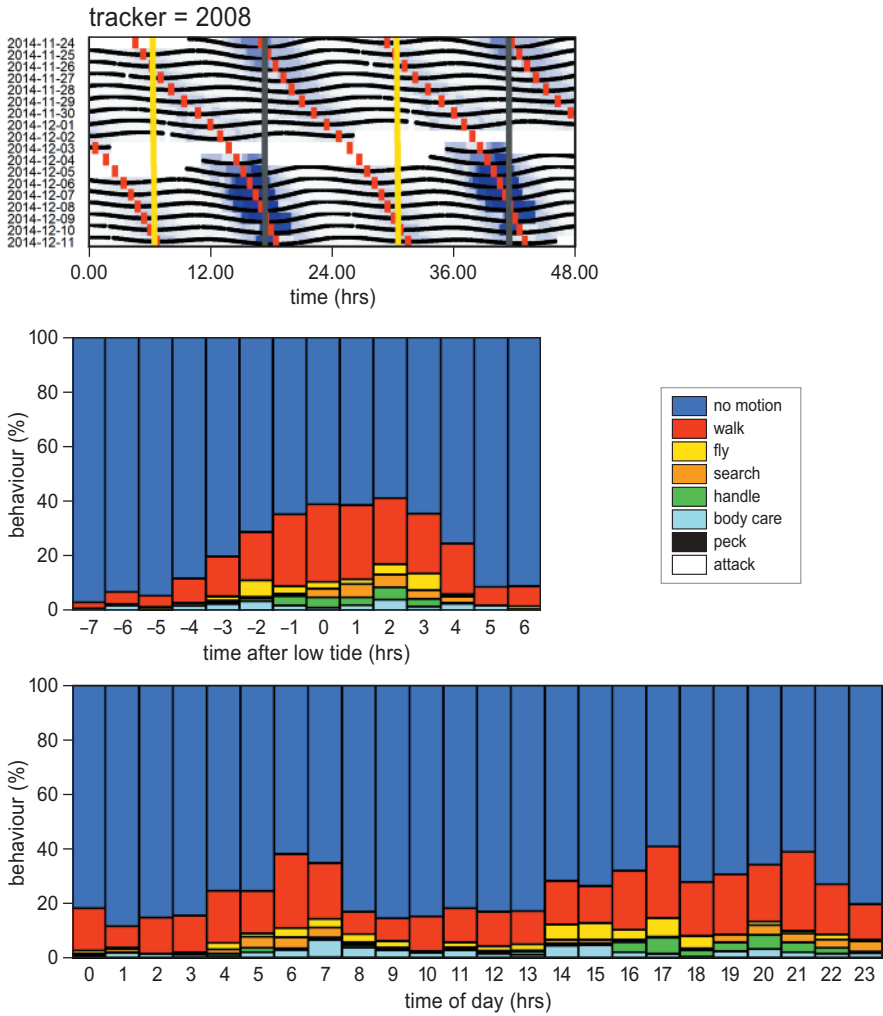 tracker = 2008
2014-11-24
2014-11-25
2014-11-26
2014-11-27
2014-11-28
2014-11-29
2014-11-30
2014-12-01
2014-12-02
2014-12-03
2014-12-04
2014-12-05
2014-12-06
2014-12-07
2014-12-08
2014-12-09
2014-12-10
2014-12-11
0.00 12.00 24.00 36.00 48.00
time (hrs)
100
80
60
40
20
0
behaviour (%)
−7 −6 −5 −4 −3 −2 −1 0 1 2 3 4 5 6
time after low tide (hrs)
no motion
walk
fly
search
handle
body care
peck
attack
100
80
60
40
20
0
behaviour (%)
0 1 2 3 4 5 6 7 8 9 10 11 12 13 14 15 16 17 18 19 20 21 22 23
time of day (hrs)